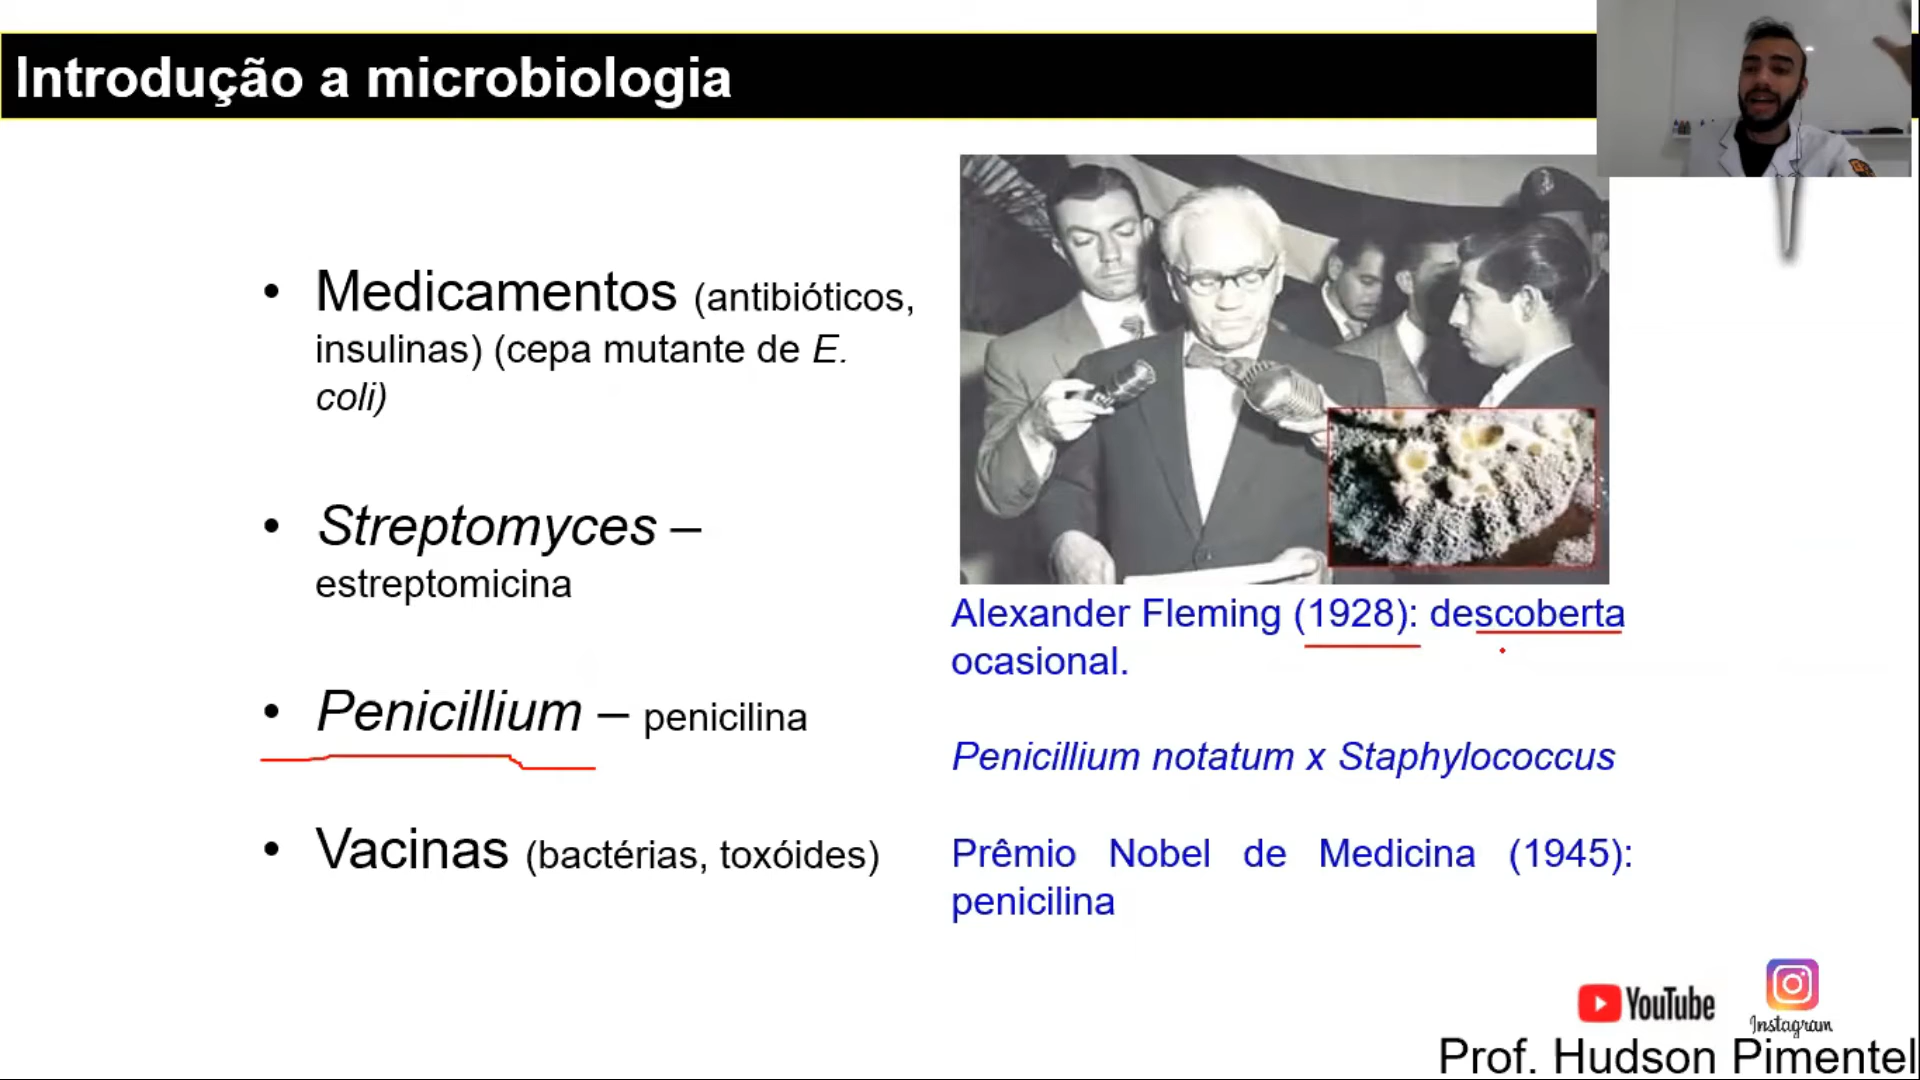 Introdução a microbiologia
• Medicamentos (antibióticos,
insulinas) (cepa mutante de E.
coli)
• Streptomyces –
estreptomicina
• Penicillium – penicilina
• Vacinas (bactérias, toxóides)
Alexander Fleming (1928): descoberta
ocasional.
Penicillium notatum x Staphylococcus
Prêmio Nobel de Medicina (1945):
penicilina
YouTube
Instagram
Prof. Hudson Pimentel